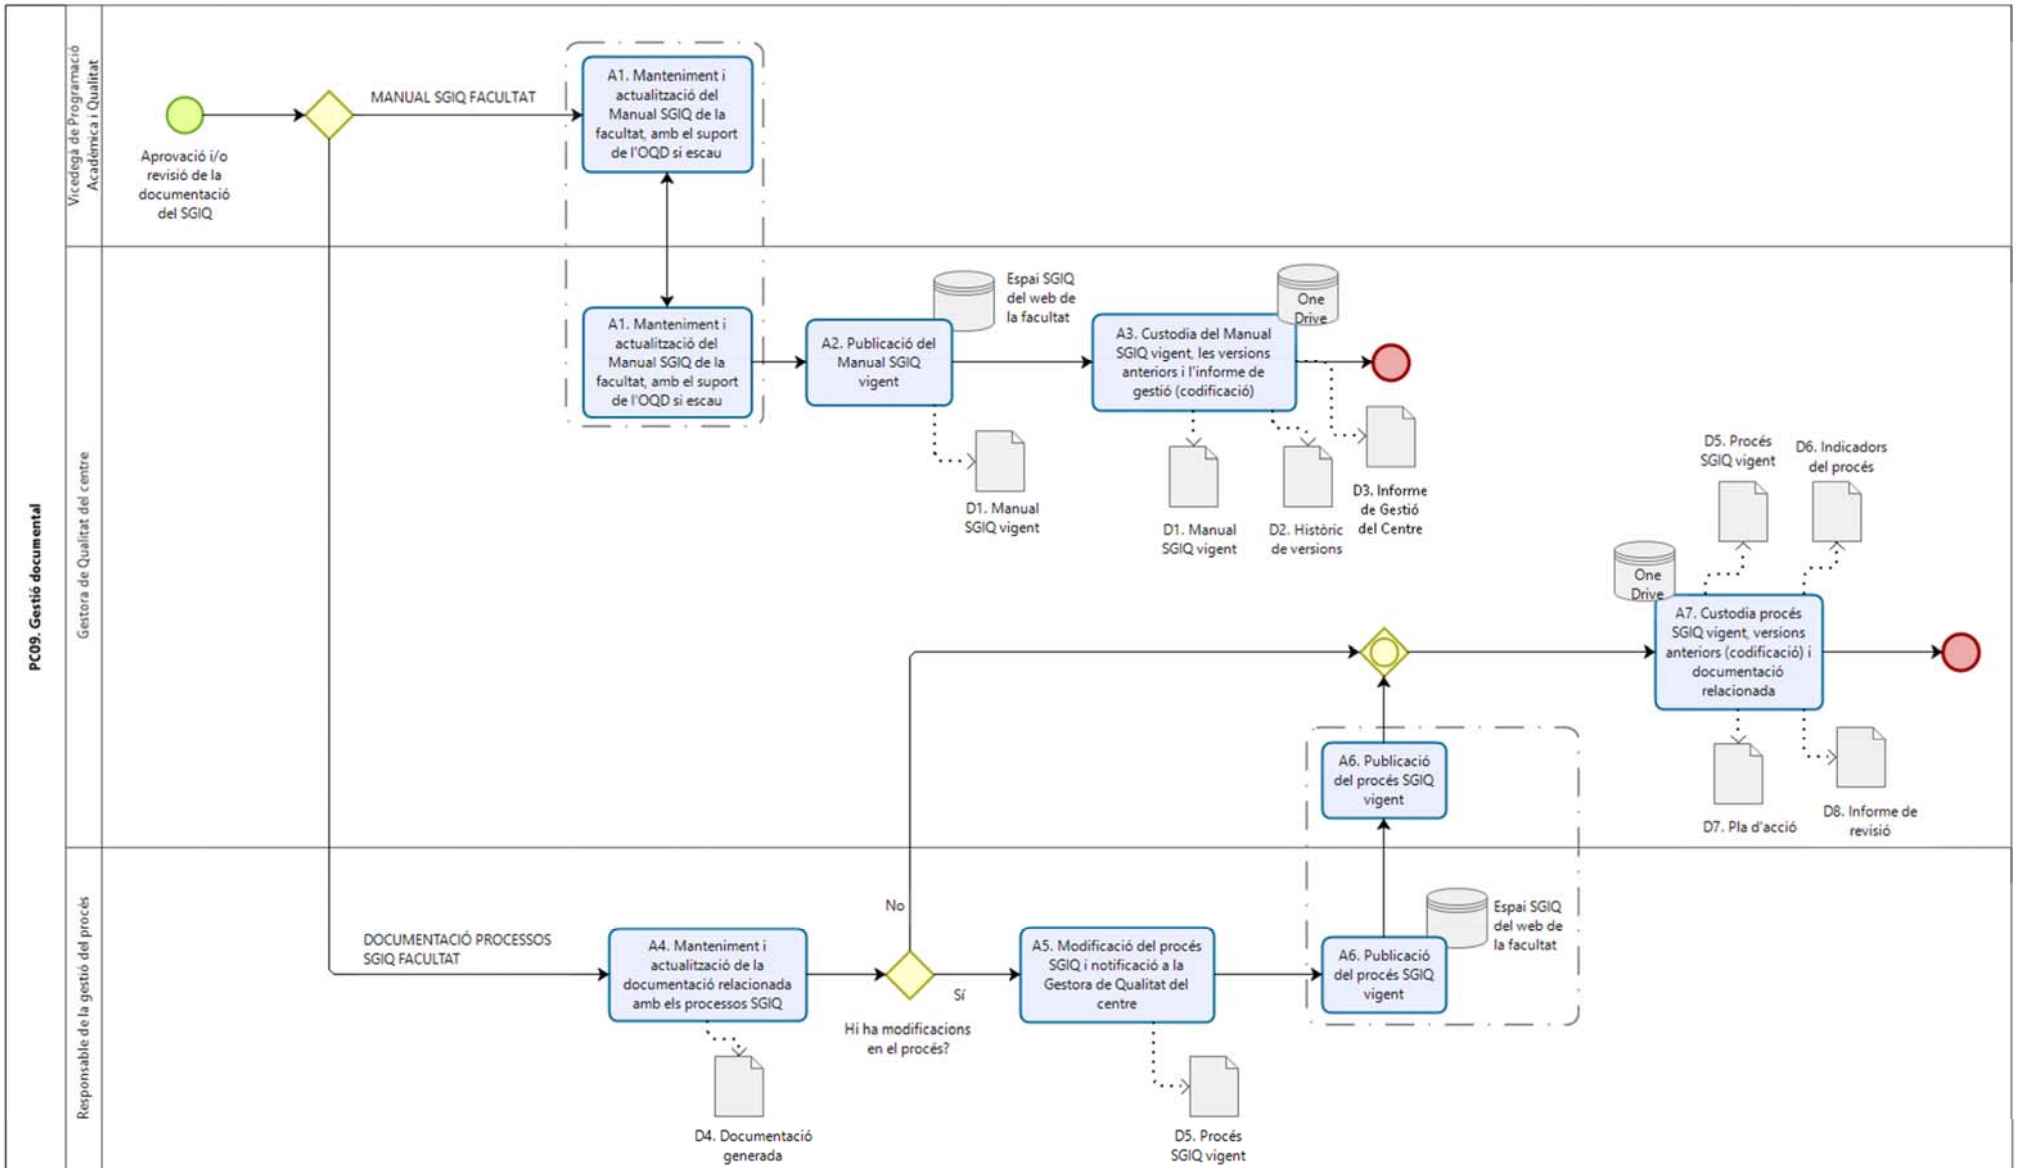 PC09. Gestió documental
Vicedegà de Programació
Acadèmica i Qualitat
Aprovació i/o
revisió de la
documentació
del SGIQ
MANUAL SGIQ FACULTAT
A1. Manteniment i
actualització del
Manual SGIQ de la
facultat, amb el suport
de l'OQD si escau
Gestora de Qualitat del centre
A1. Manteniment i
actualització del
Manual SGIQ de la
facultat, amb el suport
de l'OQD si escau
A2. Publicació del
Manual SGIQ
vigent
Espai SGIQ
del web de
la facultat
D1. Manual
SGIQ vigent
A3. Custodia del Manual
SGIQ vigent, les versions
anteriors i l'informe de
gestió (codificació)
One
Drive
D1. Manual
SGIQ vigent
D2. Històric
de versions
D3. Informe
de Gestió
del Centre
D5. Procés
SGIQ vigent
D6. Indicadors
del procés
One
Drive
A7. Custodia procés
SGIQ vigent, versions
anteriors (codificació) i
documentació
relacionada
D7. Pla d'acció
D8. Informe de
revisió
A6. Publicació
del procés SGIQ
vigent
Responsable de la gestió del procés
DOCUMENTACIÓ PROCESSOS
SGIQ FACULTAT
A4. Manteniment i
actualització de la
documentació relacionada
amb els processos SGIQ
D4. Documentació
generada
No
Sí
Hi ha modificacions
en el procés?
A5. Modificació del procés
SGIQ i notificació a la
Gestora de Qualitat del
centre
D5. Procés
SGIQ vigent
A6. Publicació
del procés SGIQ
vigent
Espai SGIQ
del web de
la facultat